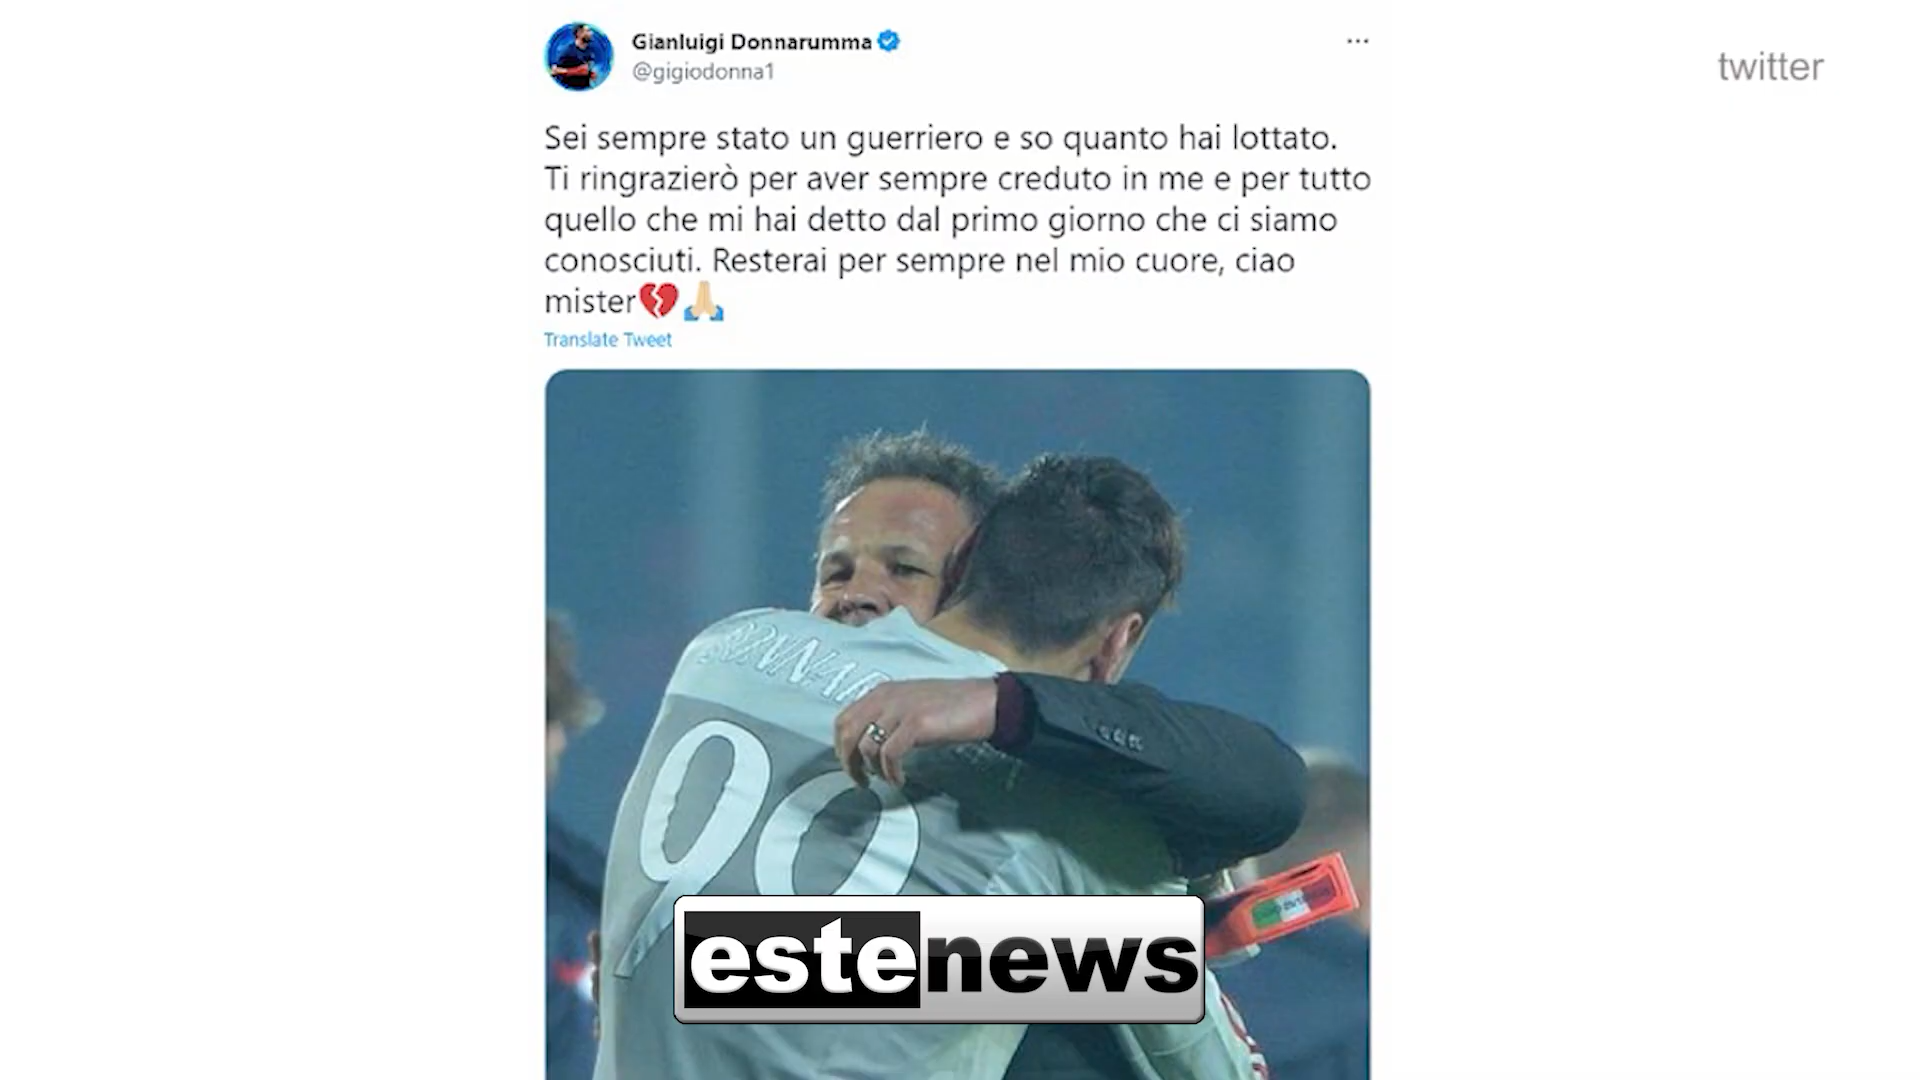 Gianluigi Donnarumma
@gigiodonna1
twitter
Sei sempre stato un guerriero e so quanto hai lottato.
Ti ringrazierò per aver sempre creduto in me e per tutto
quello che mi hai detto dal primo giorno che ci siamo
conosciuti. Resterai per sempre nel mio cuore, ciao
mister💔🙏🏼
Translate Tweet
DONNAR
90
estenews